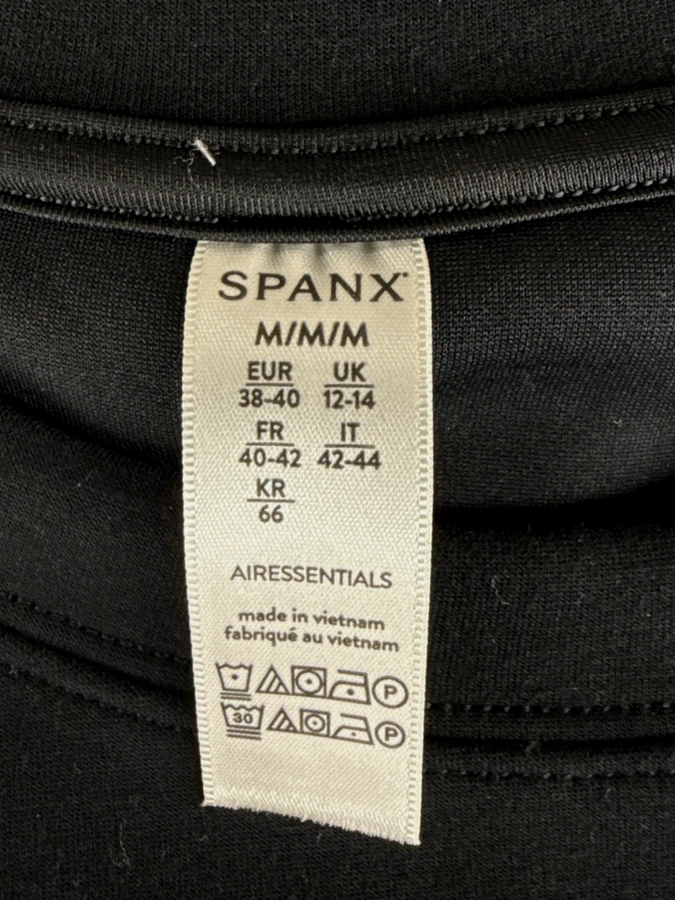 SPANX
M/M/M
EUR UK
38-40 12-14
FR IT
40-42 42-44
KR
66
AIRESSENTIALS
made in vietnam
fabriqué au vietnam
P
30 P